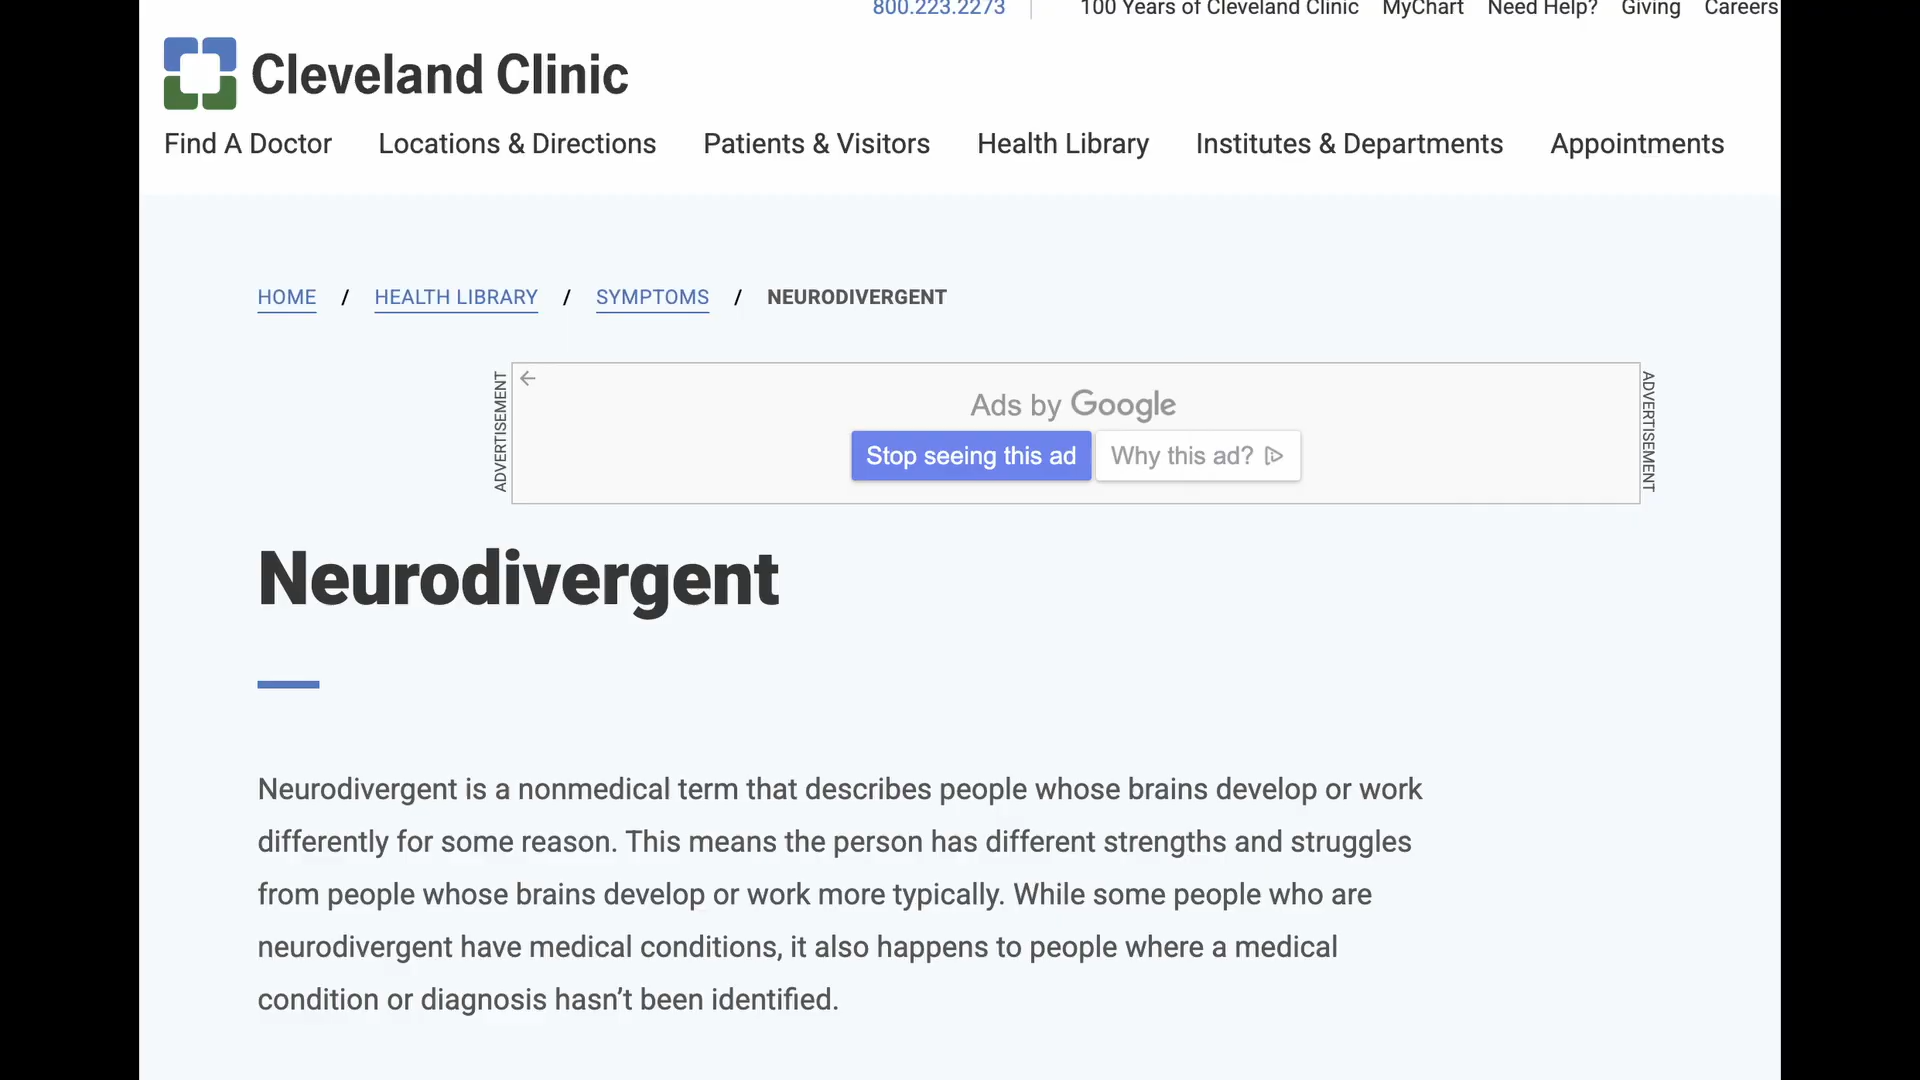 800.223.2273 100 Years of Cleveland Clinic MyChart Need Help? Giving Careers
Cleveland Clinic
Find A Doctor Locations & Directions Patients & Visitors Health Library Institutes & Departments Appointments
HOME / HEALTH LIBRARY / SYMPTOMS / NEURODIVERGENT
ADVERTISEMENT
Ads by Google
Stop seeing this ad Why this ad?
ADVERTISEMENT
Neurodivergent
Neurodivergent is a nonmedical term that describes people whose brains develop or work
differently for some reason. This means the person has different strengths and struggles
from people whose brains develop or work more typically. While some people who are
neurodivergent have medical conditions, it also happens to people where a medical
condition or diagnosis hasn’t been identified.